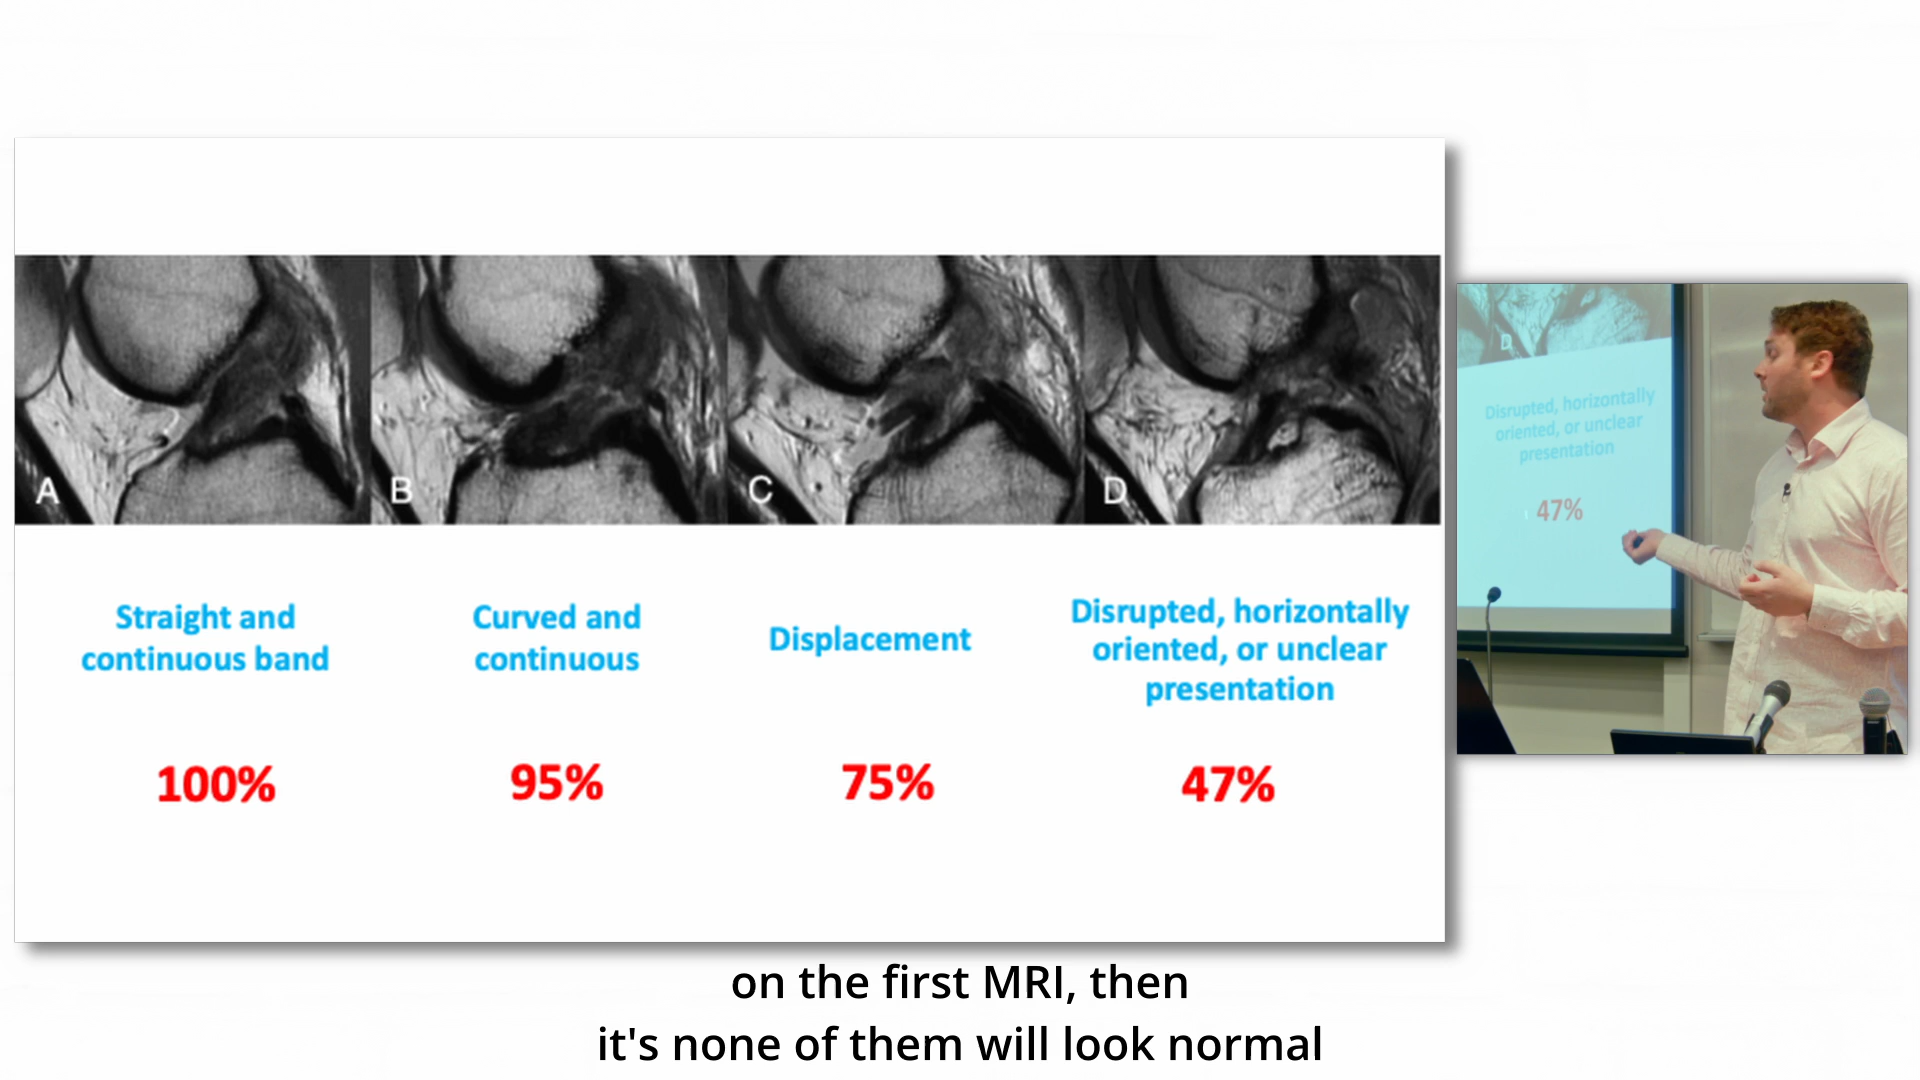 A
B
C
D
Straight and
continuous band
Curved and
continuous
Displacement
Disrupted, horizontally
oriented, or unclear
presentation
100%
95%
75%
47%
D
Disrupted, horizontally
oriented, or unclear
presentation
47%
on the first MRI, then
it's none of them will look normal